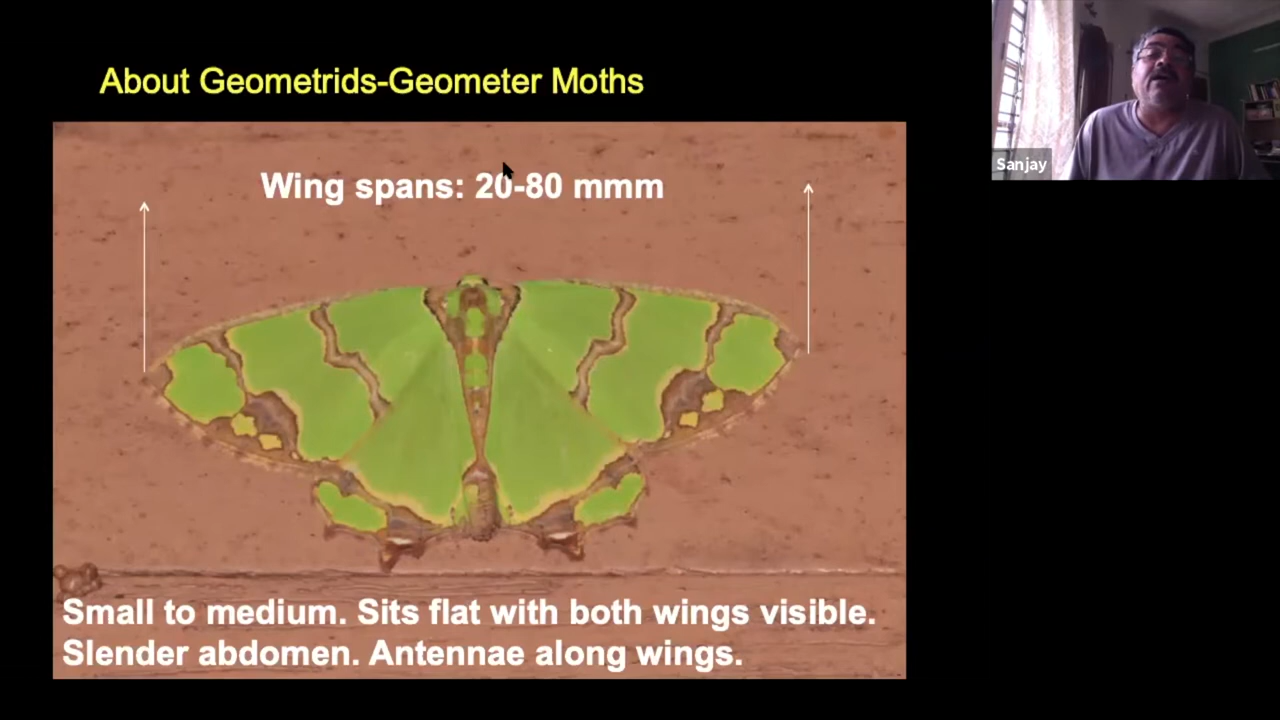 About Geometrids-Geometer Moths
Wing spans: 20-80 mmm
Sanjay
Small to medium. Sits flat with both wings visible.
Slender abdomen. Antennae along wings.